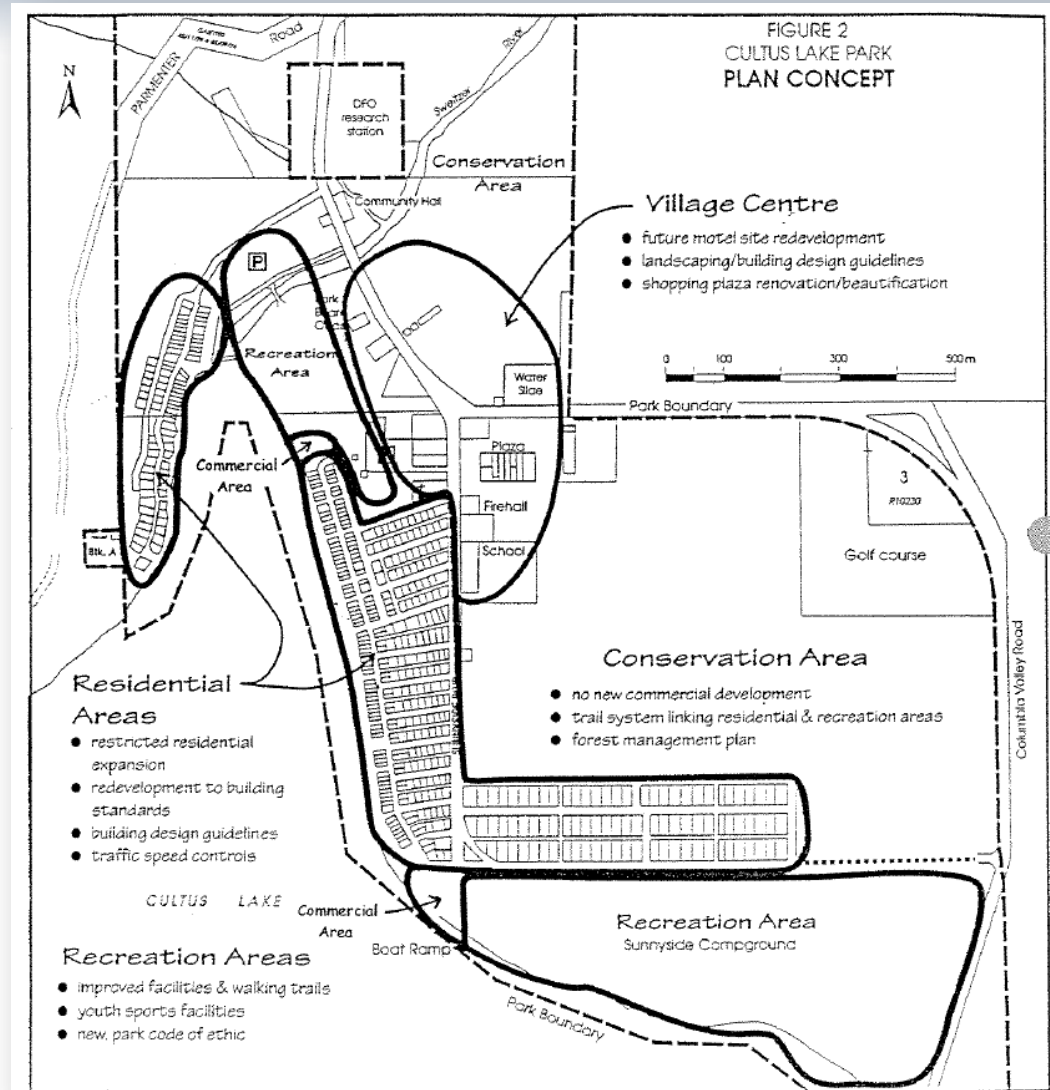 FIGURE 2
CULTUS LAKE PARK
PLAN CONCEPT
N
PARMENTER
Road
DFO
research
station
Sweltzer
River
Conservation
Area
Community Hall
P
Village Centre
● future motel site redevelopment
● landscaping/building design guidelines
● shopping plaza renovation/beautification
0 100 300 500 m
Park
Board
Recreation
Area
Water
Slide
Park Boundary
Plaza
Commercial
Area
3
Firehall
School
Golf course
Blk. A
Columbia Valley Road
Conservation Area
● no new commercial development
● trail system linking residential & recreation areas
● forest management plan
Residential
Areas
● restricted residential
expansion
● redevelopment to building
standards
● building design guidelines
● traffic speed controls
CULTUS LAKE
Commercial
Area
Boat Ramp
Recreation Area
Sunnyside Campground
Recreation Areas
● improved facilities & walking trails
● youth sports facilities
● new, park code of ethic
Park Boundary